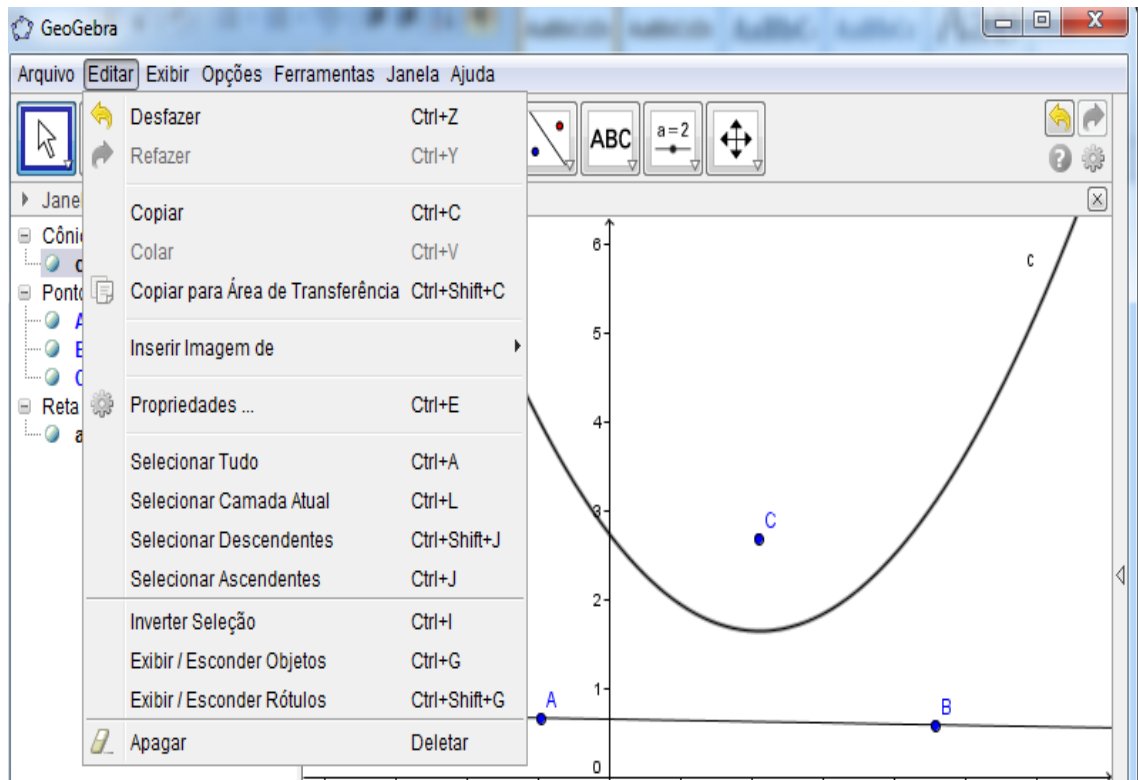 GeoGebra
Arquivo Editar Exibir Opções Ferramentas Janela Ajuda
Desfazer Ctrl+Z
Refazer Ctrl+Y
Copiar Ctrl+C
Colar Ctrl+V
Copiar para Área de Transferência Ctrl+Shift+C
Inserir Imagem de
Propriedades ... Ctrl+E
Selecionar Tudo Ctrl+A
Selecionar Camada Atual Ctrl+L
Selecionar Descendentes Ctrl+Shift+J
Selecionar Ascendentes Ctrl+J
Inverter Seleção Ctrl+I
Exibir / Esconder Objetos Ctrl+G
Exibir / Esconder Rótulos Ctrl+Shift+G
Apagar Deletar
ABC
a=2
Reta
6
c
5
4
3
C
2
1
A
B
0